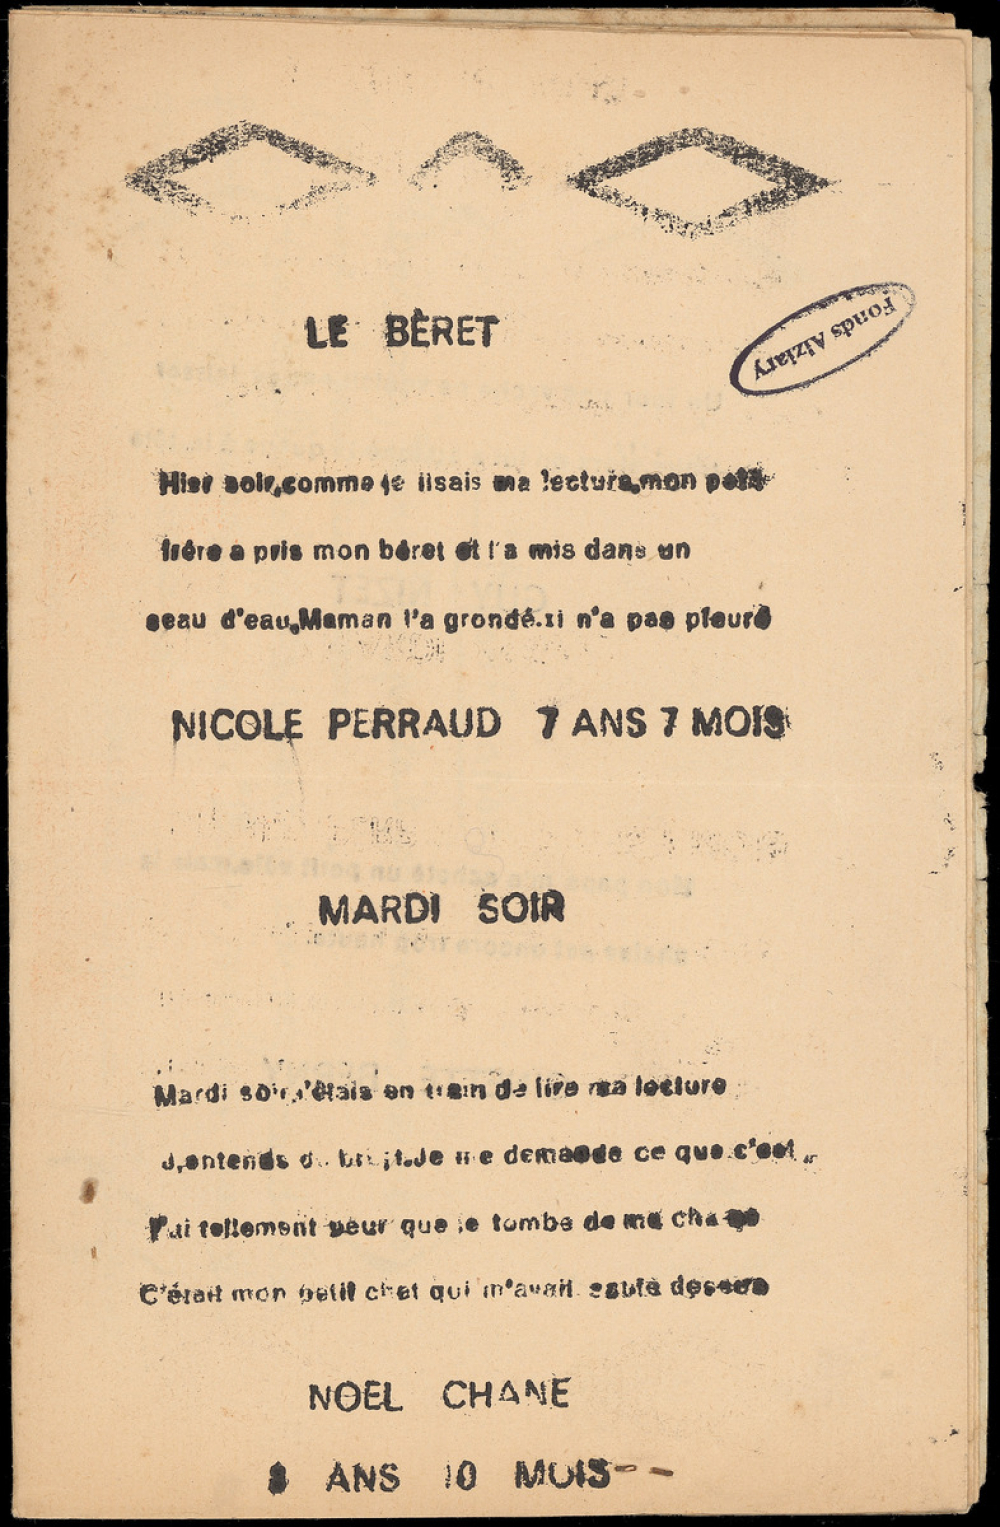 LE BÈRET
Fonds Alziary
Hier soir,comme je lisais ma lecture,mon petit
frére a pris mon béret et l'a mis dans un
seau d'eau,Maman l'a grondé.il n'a pas pleuré
NICOLE PERRAUD 7 ANS 7 MOIS
MARDI SOIR
Mardi soir j'étais en train de lire ma lecture
J,entends du bruit.Je me demande ce que c'est
J'ai tellement peur que je tombe de ma chaise
C'était mon petit chat qui m'avait sauté dessus
NOEL CHANE
ANS 10 MOIS